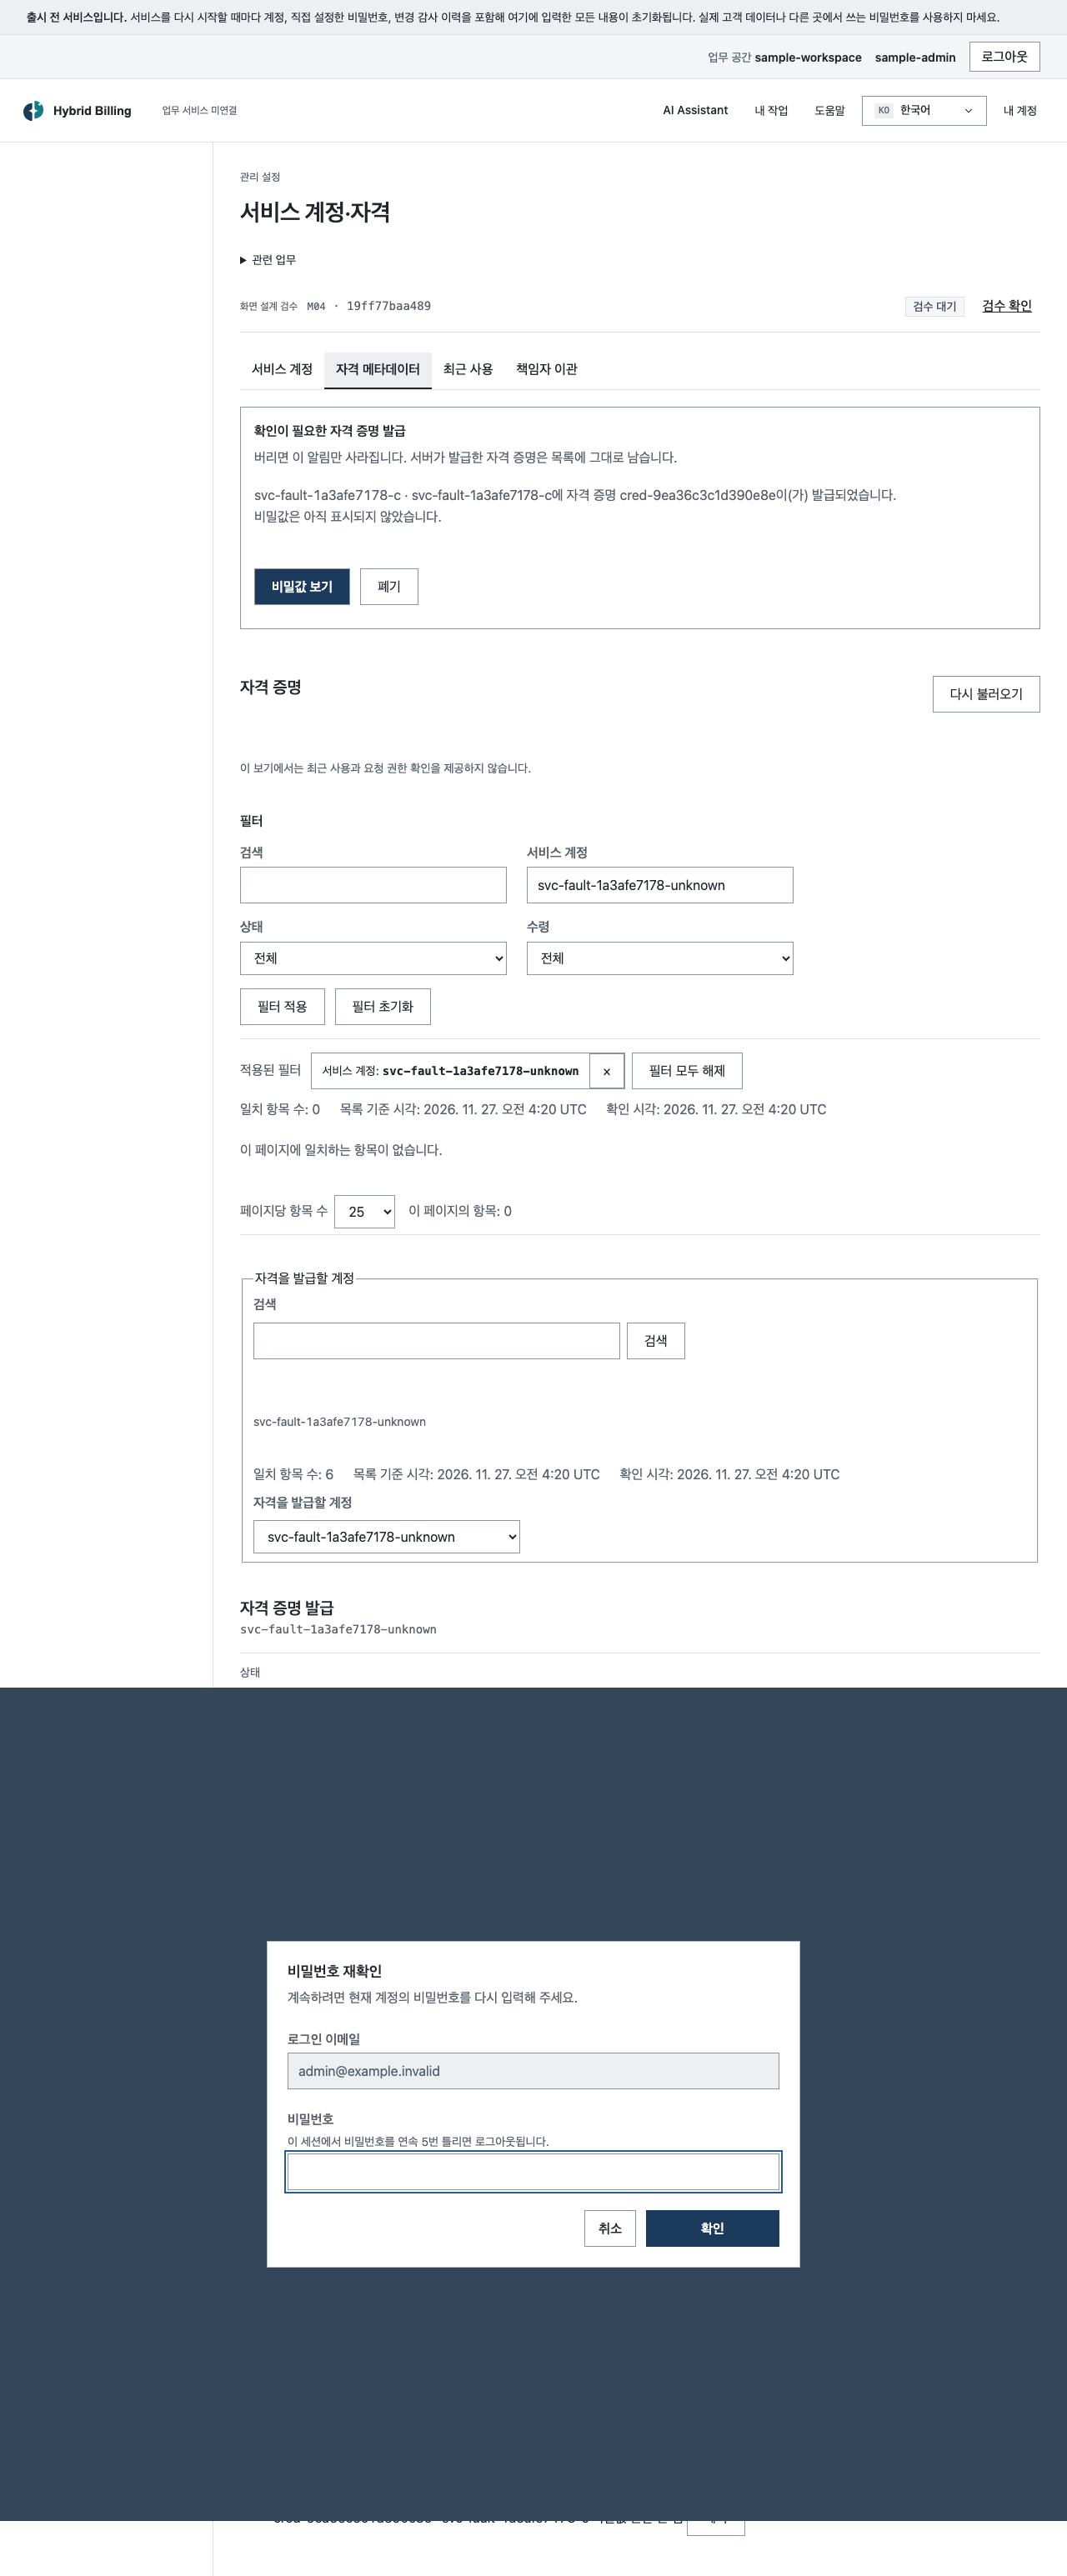 출시 전 서비스입니다. 서비스를 다시 시작할 때마다 계정, 직접 설정한 비밀번호, 변경 감사 이력을 포함해 여기에 입력한 모든 내용이 초기화됩니다. 실제 고객 데이터나 다른 곳에서 쓰는 비밀번호를 사용하지 마세요.
업무 공간 sample-workspace sample-admin 로그아웃
Hybrid Billing 업무 서비스 미연결 AI Assistant 내 작업 도움말 KO 한국어 내 계정
관리 설정
서비스 계정·자격
▶ 관련 업무
화면 설계 검수 M04 · 19ff77baa489 검수 대기 검수 확인
서비스 계정 자격 메타데이터 최근 사용 책임자 이관
확인이 필요한 자격 증명 발급
버리면 이 알림만 사라집니다. 서버가 발급한 자격 증명은 목록에 그대로 남습니다.
svc-fault-1a3afe7178-c · svc-fault-1a3afe7178-c에 자격 증명 cred-9ea36c3c1d390e8e이(가) 발급되었습니다.
비밀값은 아직 표시되지 않았습니다.
비밀값 보기 폐기
자격 증명 다시 불러오기
이 보기에서는 최근 사용과 요청 권한 확인을 제공하지 않습니다.
필터
검색 서비스 계정
svc-fault-1a3afe7178-unknown
상태 수령
전체 전체
필터 적용 필터 초기화
적용된 필터 서비스 계정: svc-fault-1a3afe7178-unknown × 필터 모두 해제
일치 항목 수: 0 목록 기준 시각: 2026. 11. 27. 오전 4:20 UTC 확인 시각: 2026. 11. 27. 오전 4:20 UTC
이 페이지에 일치하는 항목이 없습니다.
페이지당 항목 수 25 이 페이지의 항목: 0
자격을 발급할 계정
검색
검색
svc-fault-1a3afe7178-unknown
일치 항목 수: 6 목록 기준 시각: 2026. 11. 27. 오전 4:20 UTC 확인 시각: 2026. 11. 27. 오전 4:20 UTC
자격을 발급할 계정
svc-fault-1a3afe7178-unknown
자격 증명 발급
svc-fault-1a3afe7178-unknown
상태
비밀번호 재확인
계속하려면 현재 계정의 비밀번호를 다시 입력해 주세요.
로그인 이메일
admin@example.invalid
비밀번호
이 세션에서 비밀번호를 연속 5번 틀리면 로그아웃됩니다.
취소 확인